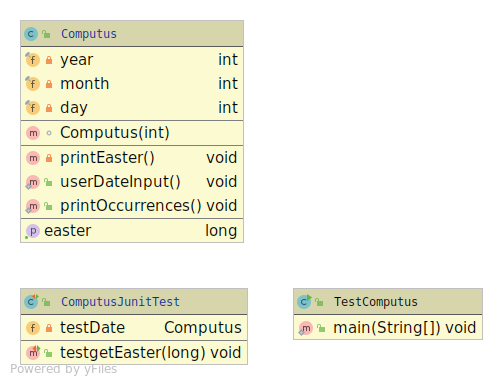 Computus
year int
month int
day int
Computus(int)
printEaster() void
userDateInput() void
printOccurrences() void
easter long
ComputusJunitTest
testDate Computus
testgetEaster(long) void
TestComputus
main(String[]) void
Powered by yFiles